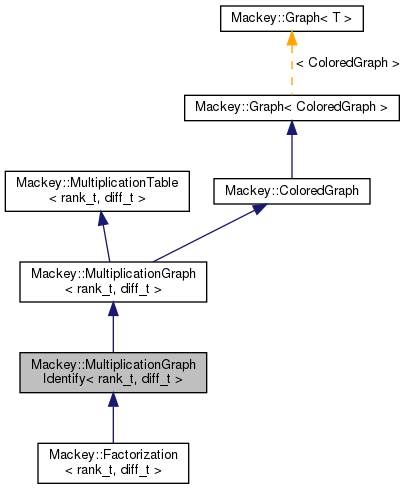 Mackey::Graph< T >
< ColoredGraph >
Mackey::Graph< ColoredGraph >
Mackey::MultiplicationTable
< rank_t, diff_t >
Mackey::ColoredGraph
Mackey::MultiplicationGraph
< rank_t, diff_t >
Mackey::MultiplicationGraph
Identify< rank_t, diff_t >
Mackey::Factorization
< rank_t, diff_t >